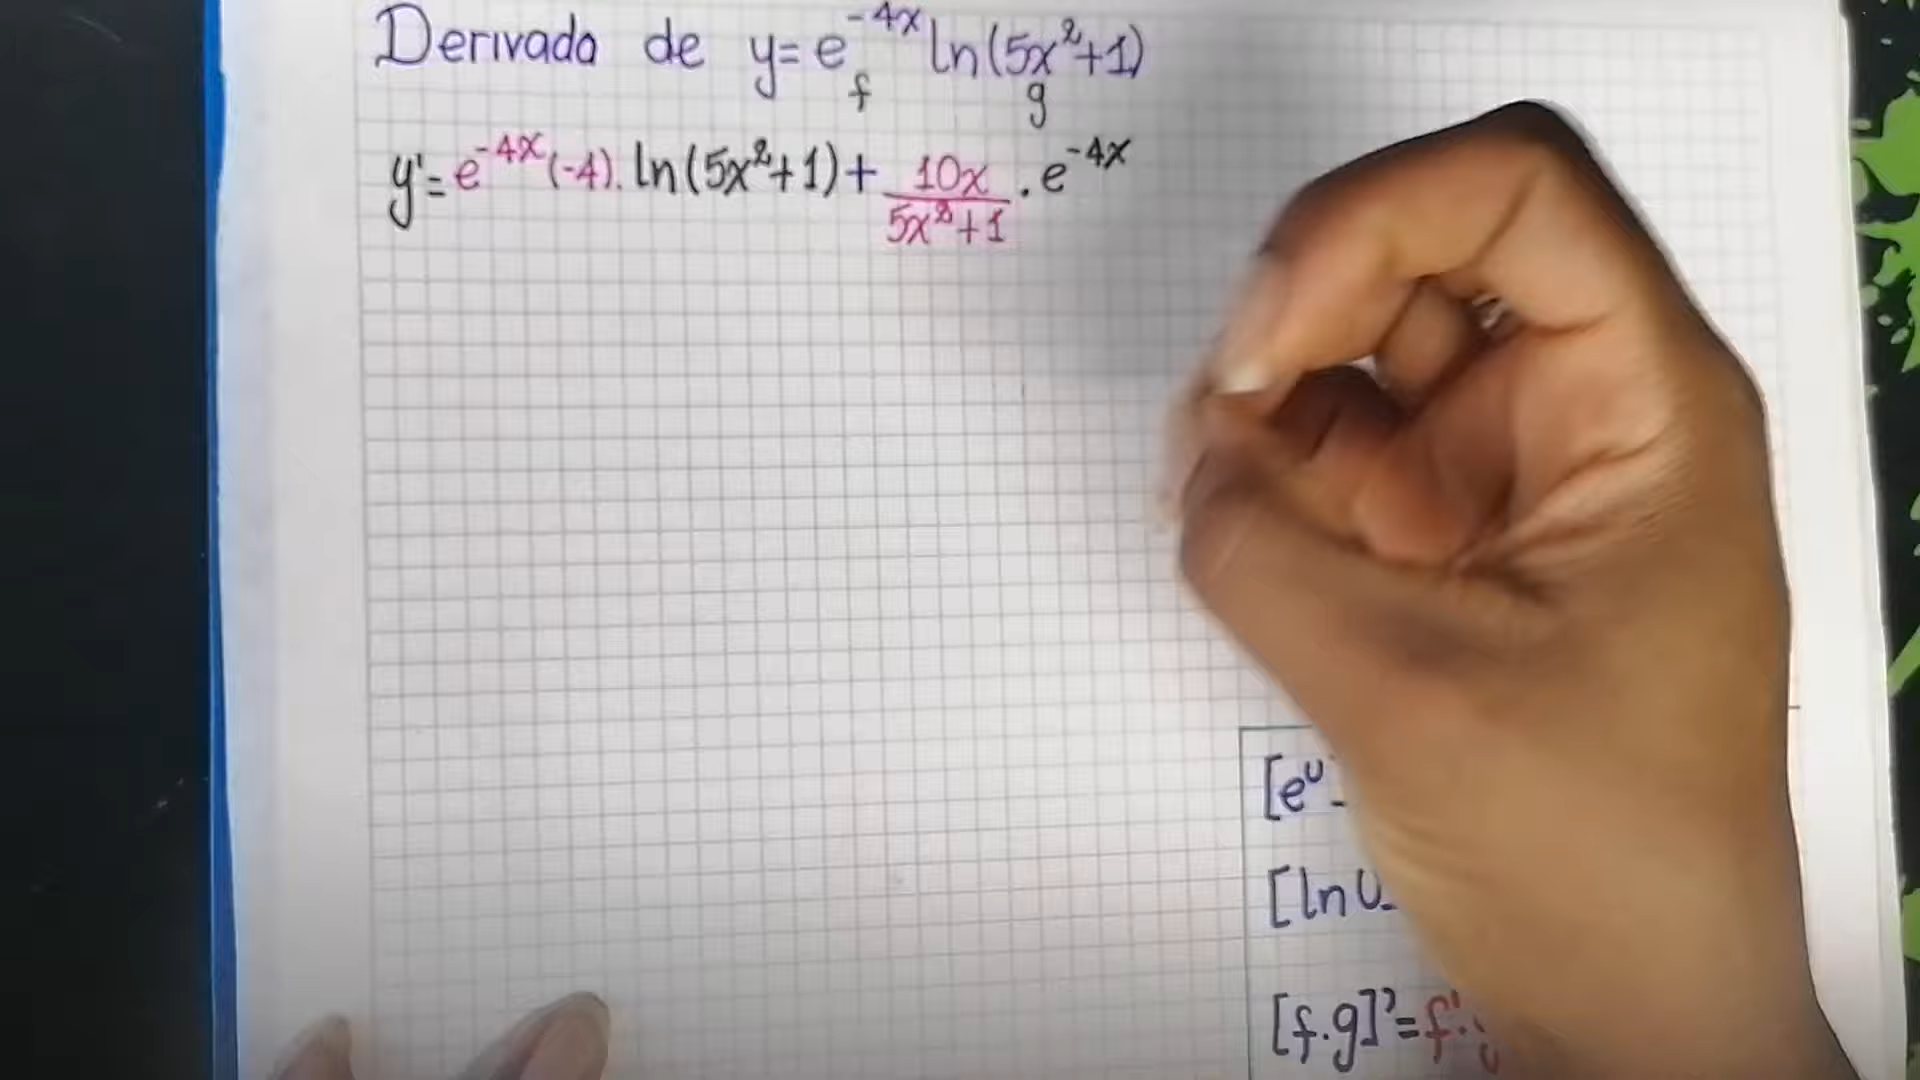 Derivada de y=e^-4x ln(5x²+1)
f g
y'=e^-4x(-4).ln(5x²+1)+ 10x/5x²+1 .e^-4x
[e^u
[ln U
[f.g]'=f'.g